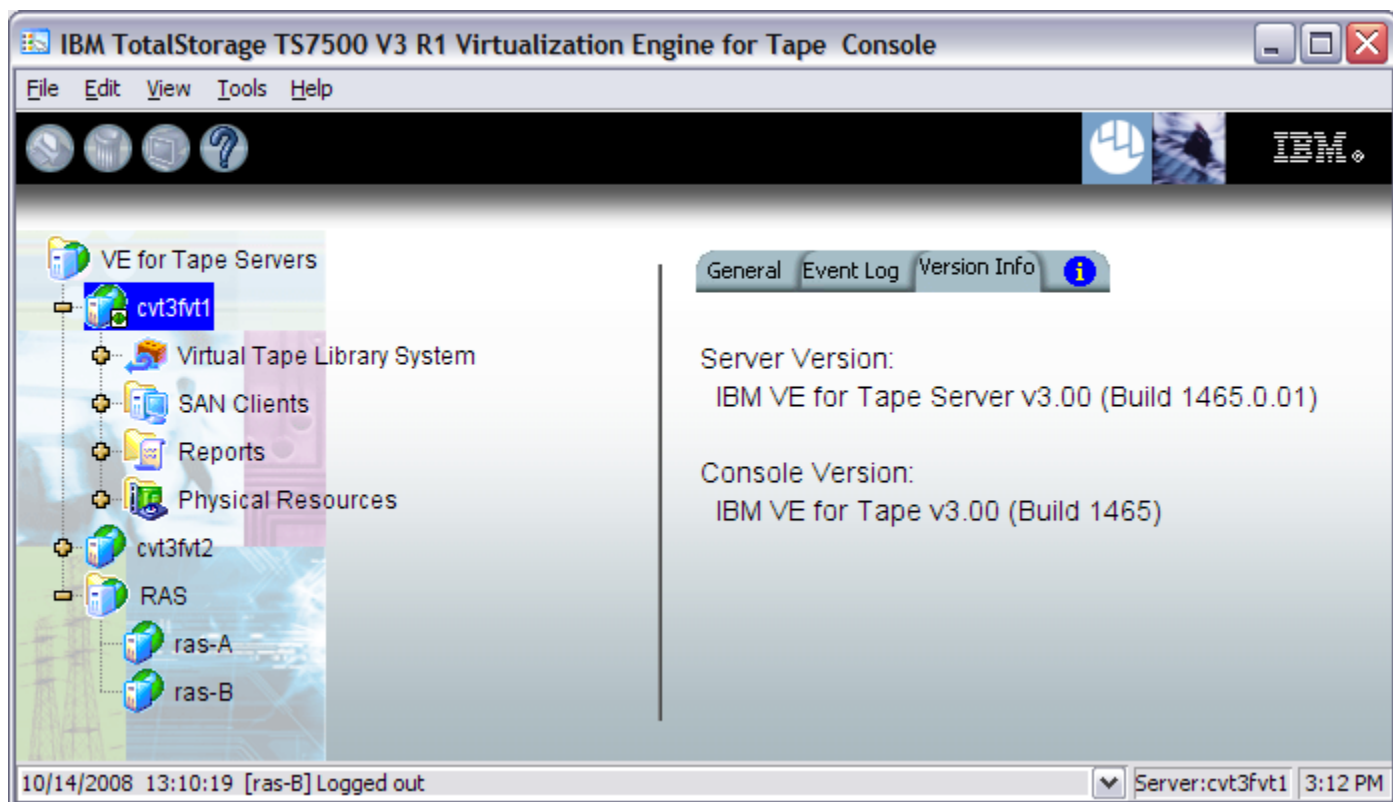 IBM TotalStorage TS7500 V3 R1 Virtualization Engine for Tape Console
File Edit View Tools Help
IBM
VE for Tape Servers
cvt3fvt1
Virtual Tape Library System
SAN Clients
Reports
Physical Resources
cvt3fvt2
RAS
ras-A
ras-B
General Event Log Version Info i
Server Version:
IBM VE for Tape Server v3.00 (Build 1465.0.01)
Console Version:
IBM VE for Tape v3.00 (Build 1465)
10/14/2008 13:10:19 [ras-B] Logged out
Server:cvt3fvt1 3:12 PM